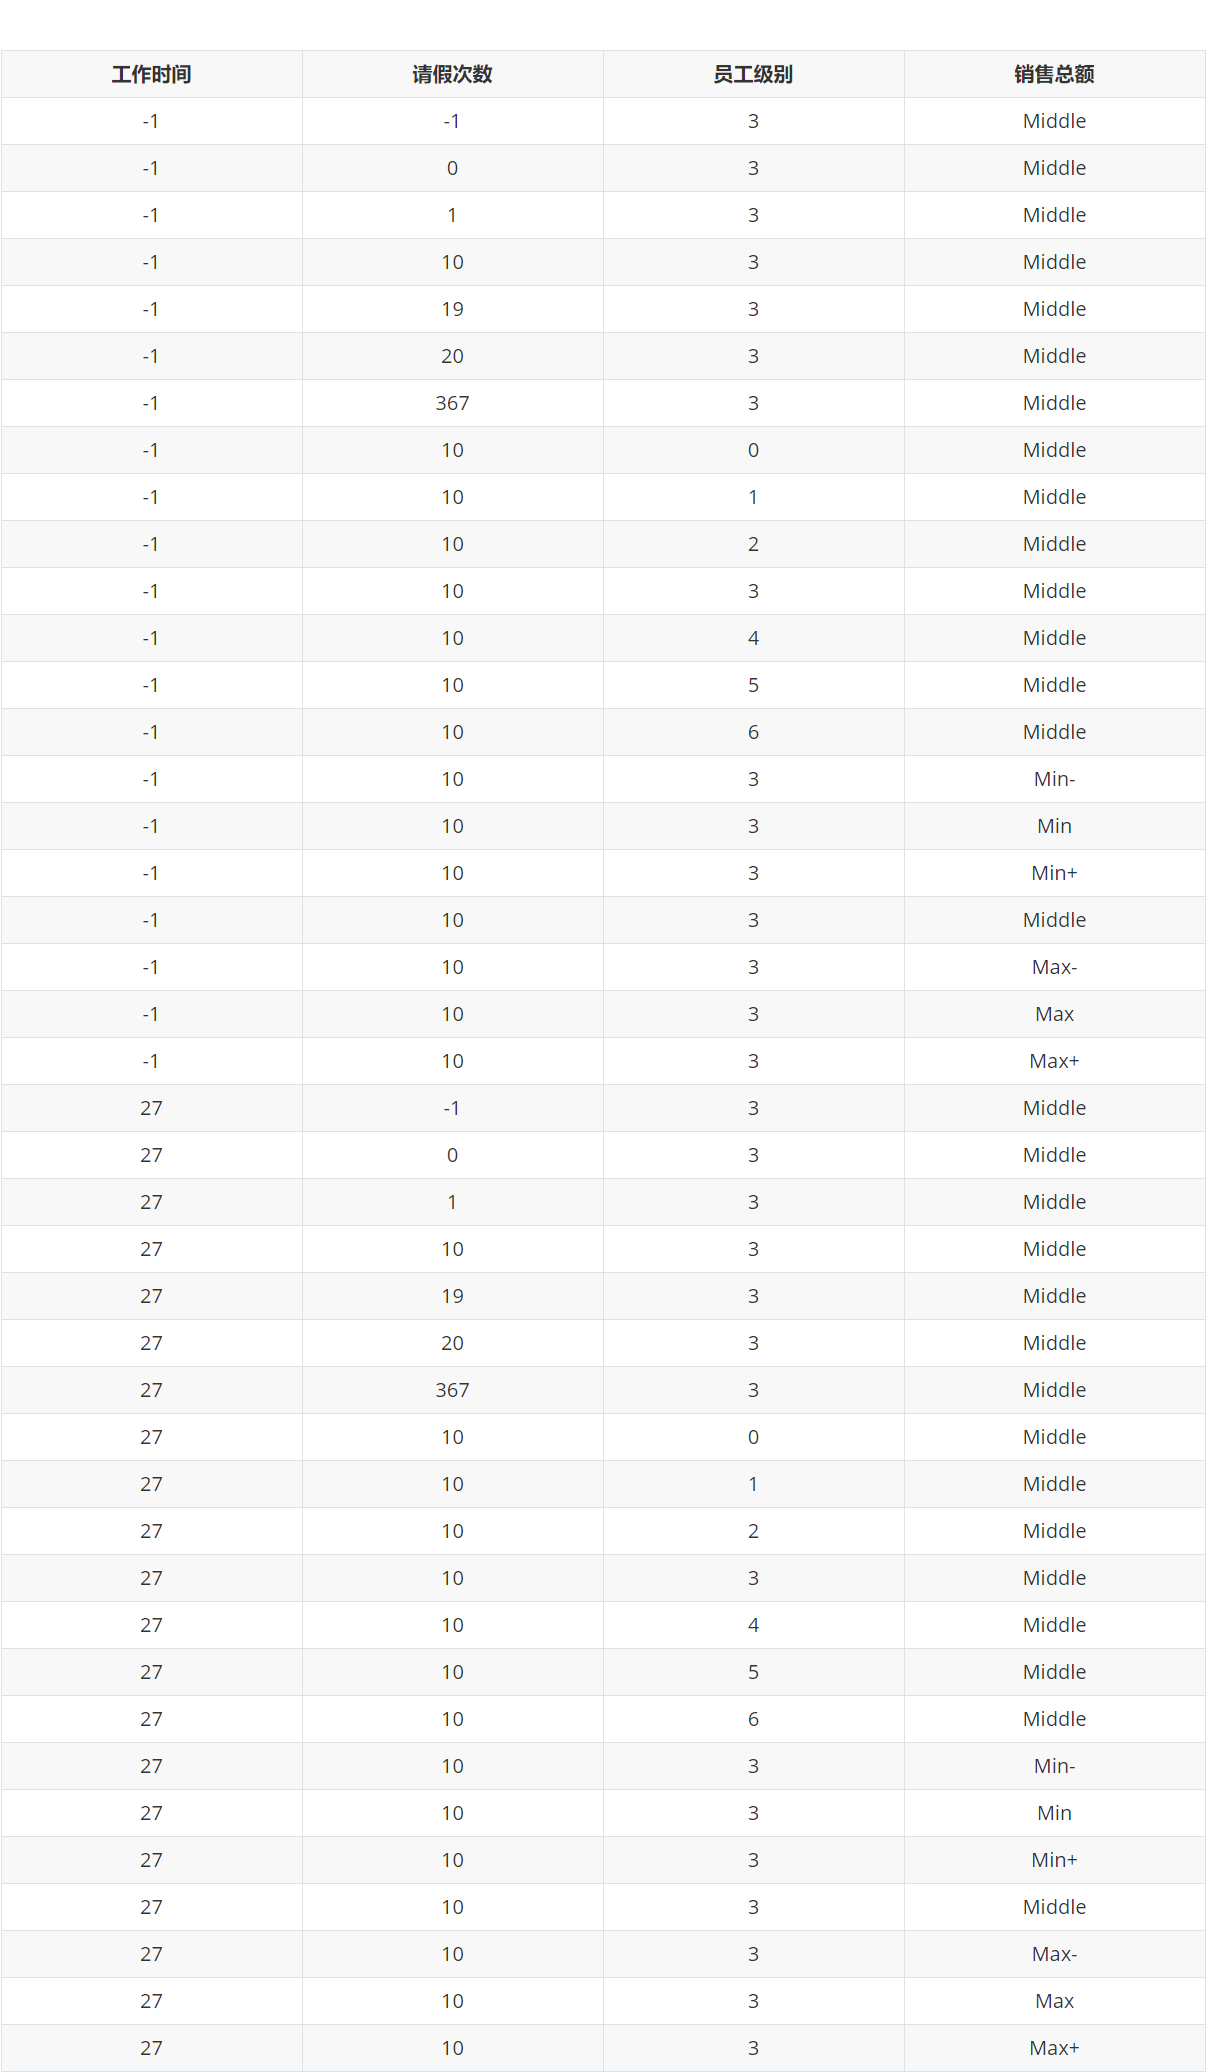 工作时间 请假次数 员工级别 销售总额
-1 -1 3 Middle
-1 0 3 Middle
-1 1 3 Middle
-1 10 3 Middle
-1 19 3 Middle
-1 20 3 Middle
-1 367 3 Middle
-1 10 0 Middle
-1 10 1 Middle
-1 10 2 Middle
-1 10 3 Middle
-1 10 4 Middle
-1 10 5 Middle
-1 10 6 Middle
-1 10 3 Min-
-1 10 3 Min
-1 10 3 Min+
-1 10 3 Middle
-1 10 3 Max-
-1 10 3 Max
-1 10 3 Max+
27 -1 3 Middle
27 0 3 Middle
27 1 3 Middle
27 10 3 Middle
27 19 3 Middle
27 20 3 Middle
27 367 3 Middle
27 10 0 Middle
27 10 1 Middle
27 10 2 Middle
27 10 3 Middle
27 10 4 Middle
27 10 5 Middle
27 10 6 Middle
27 10 3 Min-
27 10 3 Min
27 10 3 Min+
27 10 3 Middle
27 10 3 Max-
27 10 3 Max
27 10 3 Max+